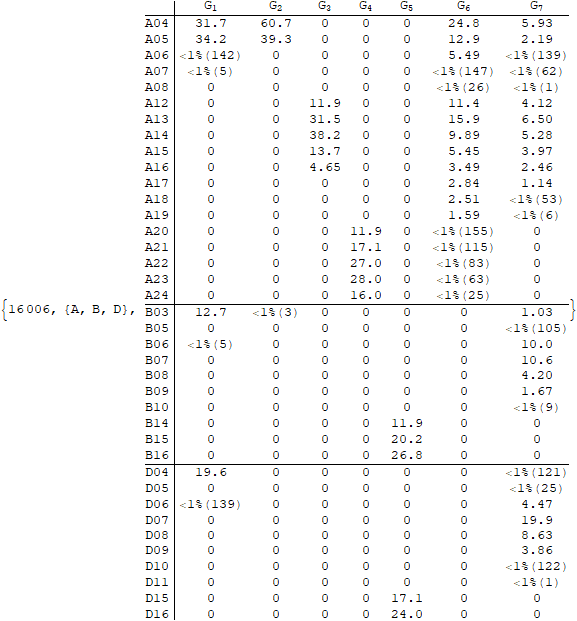 G₁ G₂ G₃ G₄ G₅ G₆ G₇
A04 31.7 60.7 0 0 0 24.8 5.93
A05 34.2 39.3 0 0 0 12.9 2.19
A06 <1%(142) 0 0 0 0 5.49 <1%(139)
A07 <1%(5) 0 0 0 0 <1%(147) <1%(62)
A08 0 0 0 0 0 <1%(26) <1%(1)
A12 0 0 11.9 0 0 11.4 4.12
A13 0 0 31.5 0 0 15.9 6.50
A14 0 0 38.2 0 0 9.89 5.28
A15 0 0 13.7 0 0 5.45 3.97
A16 0 0 4.65 0 0 3.49 2.46
A17 0 0 0 0 0 2.84 1.14
A18 0 0 0 0 0 2.51 <1%(53)
A19 0 0 0 0 0 1.59 <1%(6)
A20 0 0 0 11.9 0 <1%(155) 0
A21 0 0 0 17.1 0 <1%(115) 0
A22 0 0 0 27.0 0 <1%(83) 0
A23 0 0 0 28.0 0 <1%(63) 0
A24 0 0 0 16.0 0 <1%(25) 0
{16006, {A, B, D}, B03 12.7 <1%(3) 0 0 0 0 1.03 }
B05 0 0 0 0 0 0 <1%(105)
B06 <1%(5) 0 0 0 0 0 10.0
B07 0 0 0 0 0 0 10.6
B08 0 0 0 0 0 0 4.20
B09 0 0 0 0 0 0 1.67
B10 0 0 0 0 0 0 <1%(9)
B14 0 0 0 0 11.9 0 0
B15 0 0 0 0 20.2 0 0
B16 0 0 0 0 26.8 0 0
D04 19.6 0 0 0 0 0 <1%(121)
D05 0 0 0 0 0 0 <1%(25)
D06 <1%(139) 0 0 0 0 0 4.47
D07 0 0 0 0 0 0 19.9
D08 0 0 0 0 0 0 8.63
D09 0 0 0 0 0 0 3.86
D10 0 0 0 0 0 0 <1%(122)
D11 0 0 0 0 0 0 <1%(1)
D15 0 0 0 0 17.1 0 0
D16 0 0 0 0 24.0 0 0